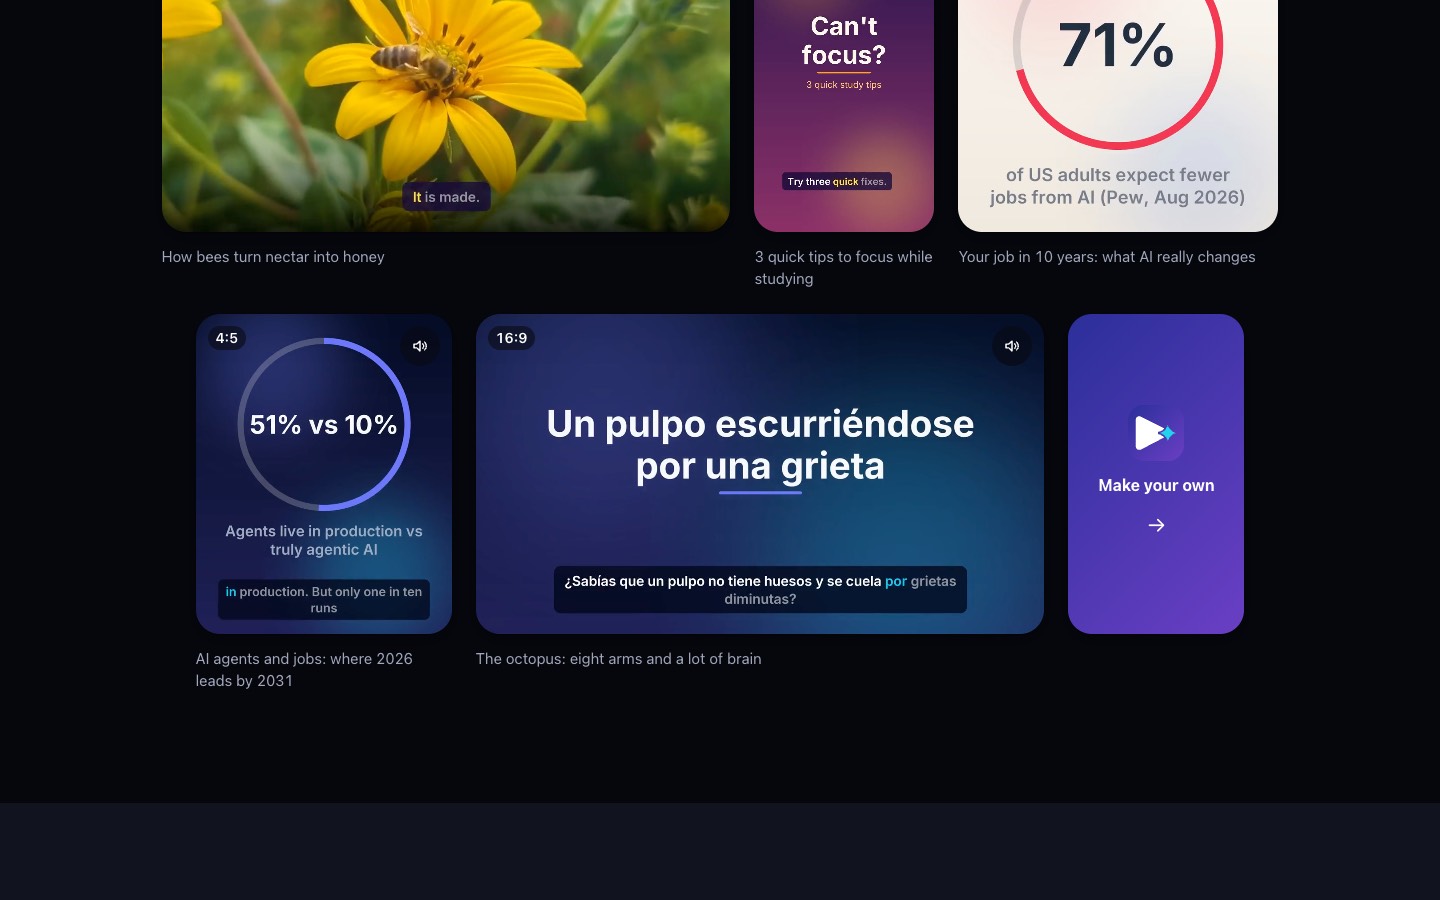 Can't
focus?
3 quick study tips
Try three quick fixes.
71%
of US adults expect fewer
jobs from AI (Pew, Aug 2026)
It is made.
How bees turn nectar into honey
3 quick tips to focus while
studying
Your job in 10 years: what AI really changes
4:5
51% vs 10%
Agents live in production vs
truly agentic AI
in production. But only one in ten
runs
AI agents and jobs: where 2026
leads by 2031
16:9
Un pulpo escurriéndose
por una grieta
¿Sabías que un pulpo no tiene huesos y se cuela por grietas
diminutas?
The octopus: eight arms and a lot of brain
Make your own